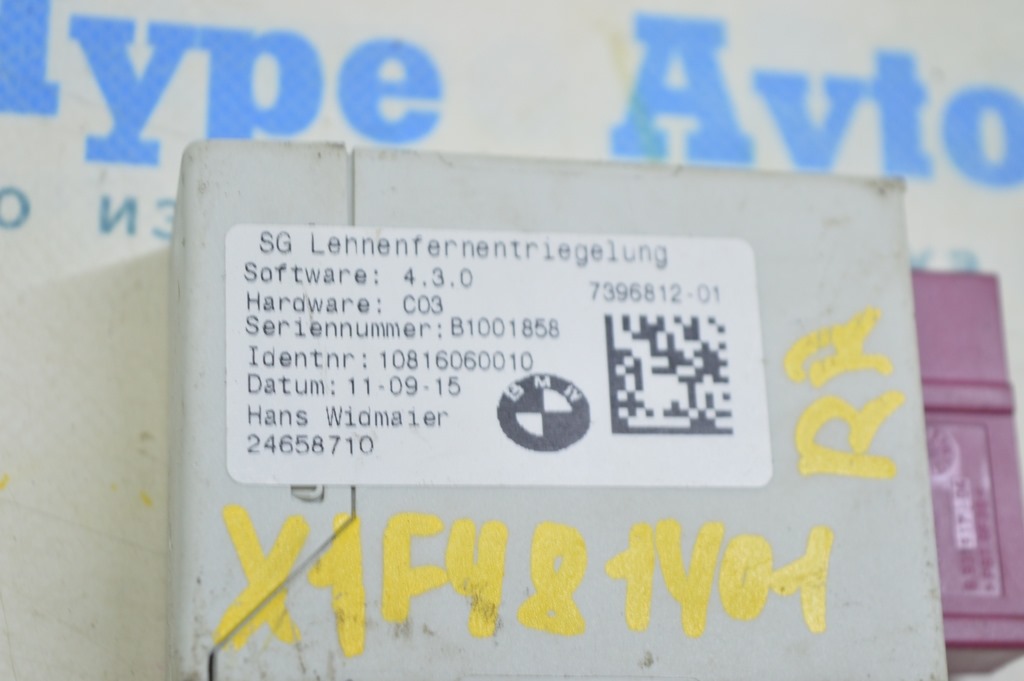 Hype Avto
SG Lehnenfernentriegelung
Software: 4.3.0
7396812-01
Hardware: C03
Seriennummer: B1001858
Identnr: 10816060010
Datum: 11-09-15
BMW
Hans Widmaier
24658710
RR
X1F48 1V01